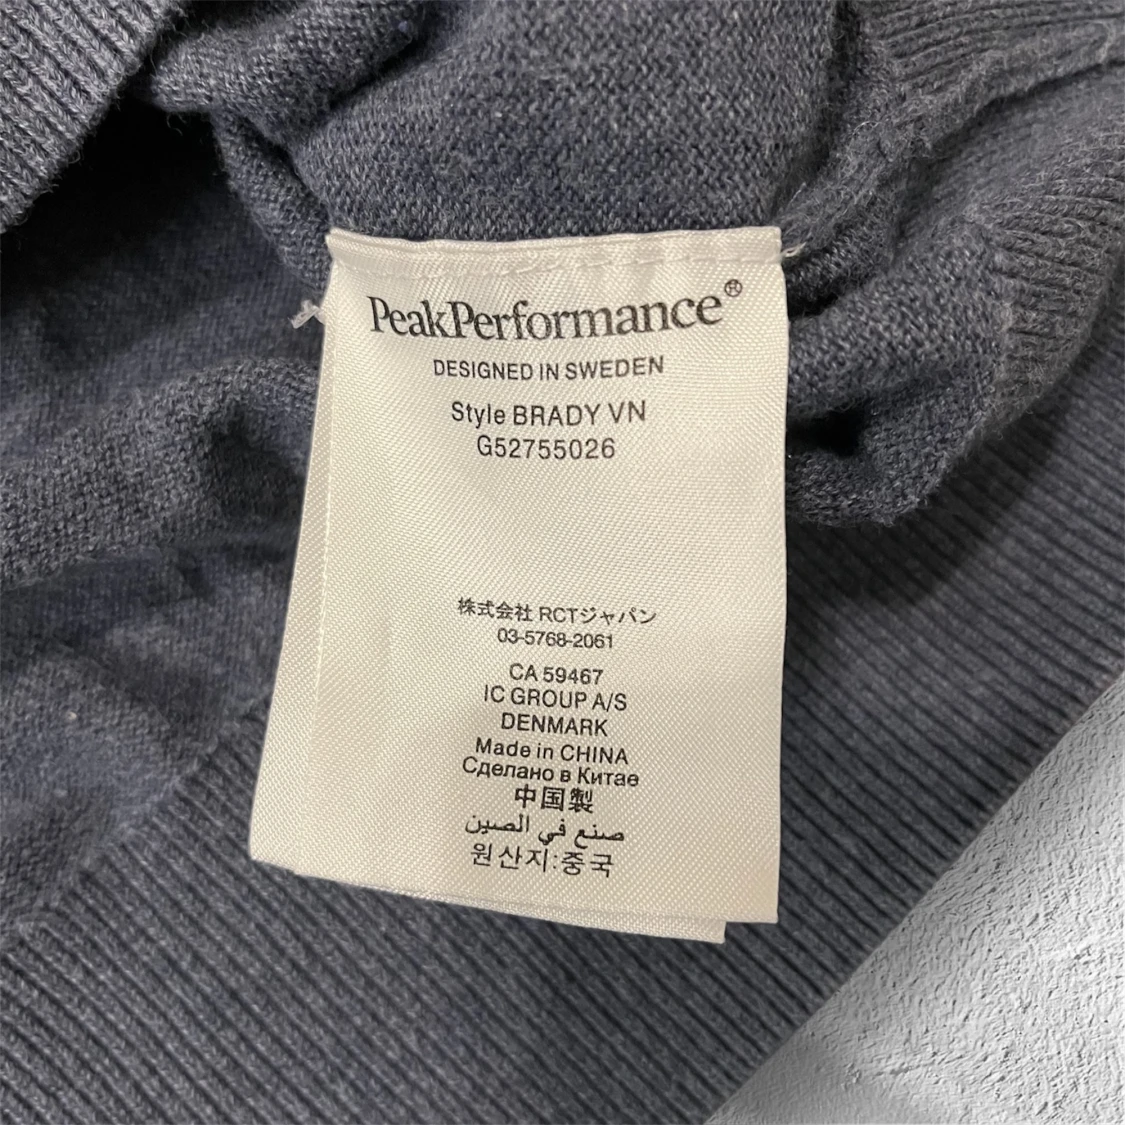 PeakPerformance®
DESIGNED IN SWEDEN
Style BRADY VN
G52755026
株式会社 RCTジャパン
03-5768-2061
CA 59467
IC GROUP A/S
DENMARK
Made in CHINA
Сделано в Китае
中国製
صنع في الصين
원산지:중국